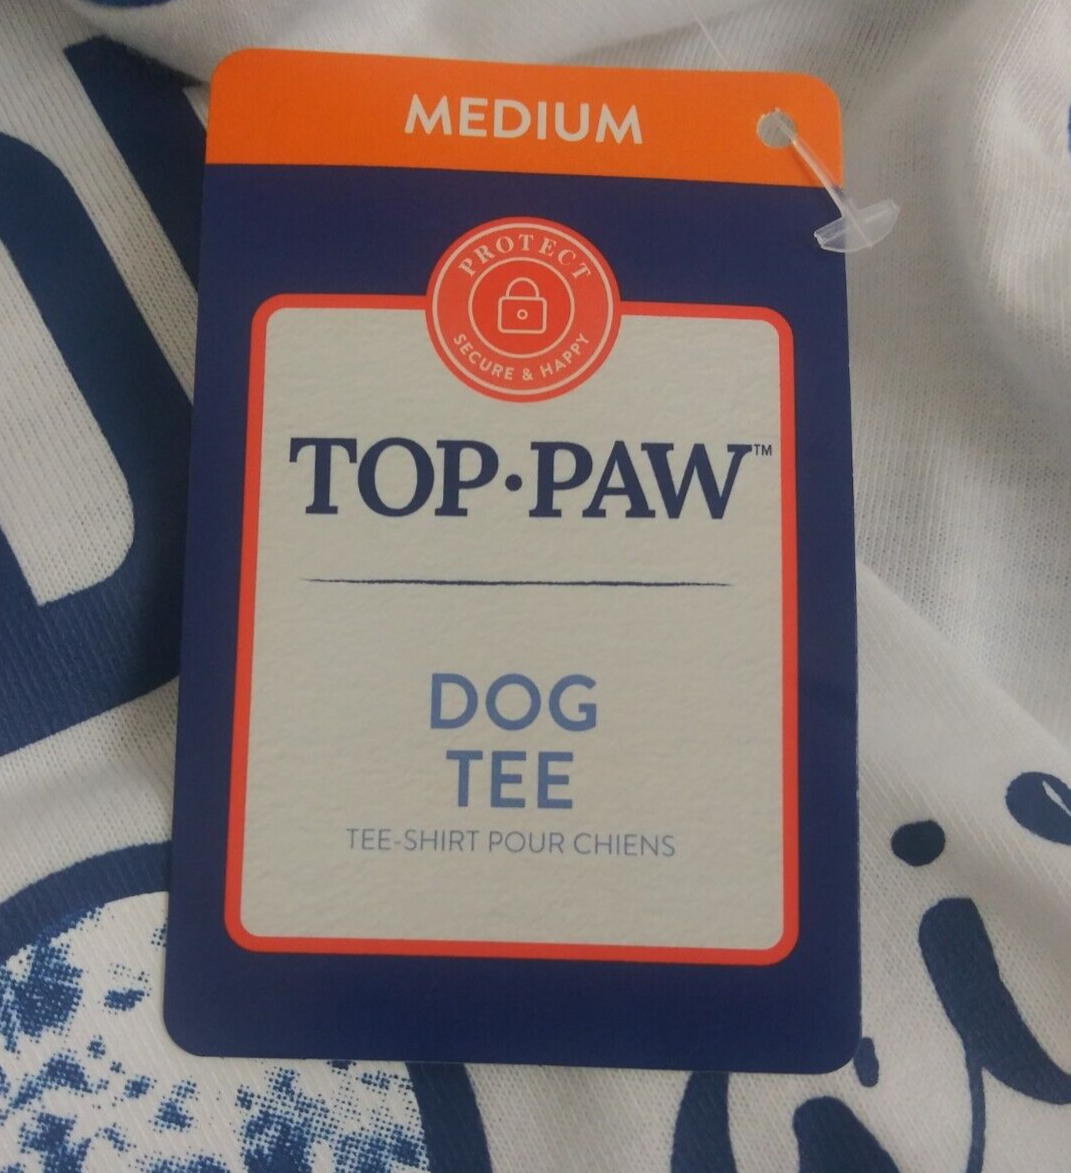 MEDIUM
PROTECT
SECURE & HAPPY
TOP·PAW™
DOG
TEE
TEE-SHIRT POUR CHIENS